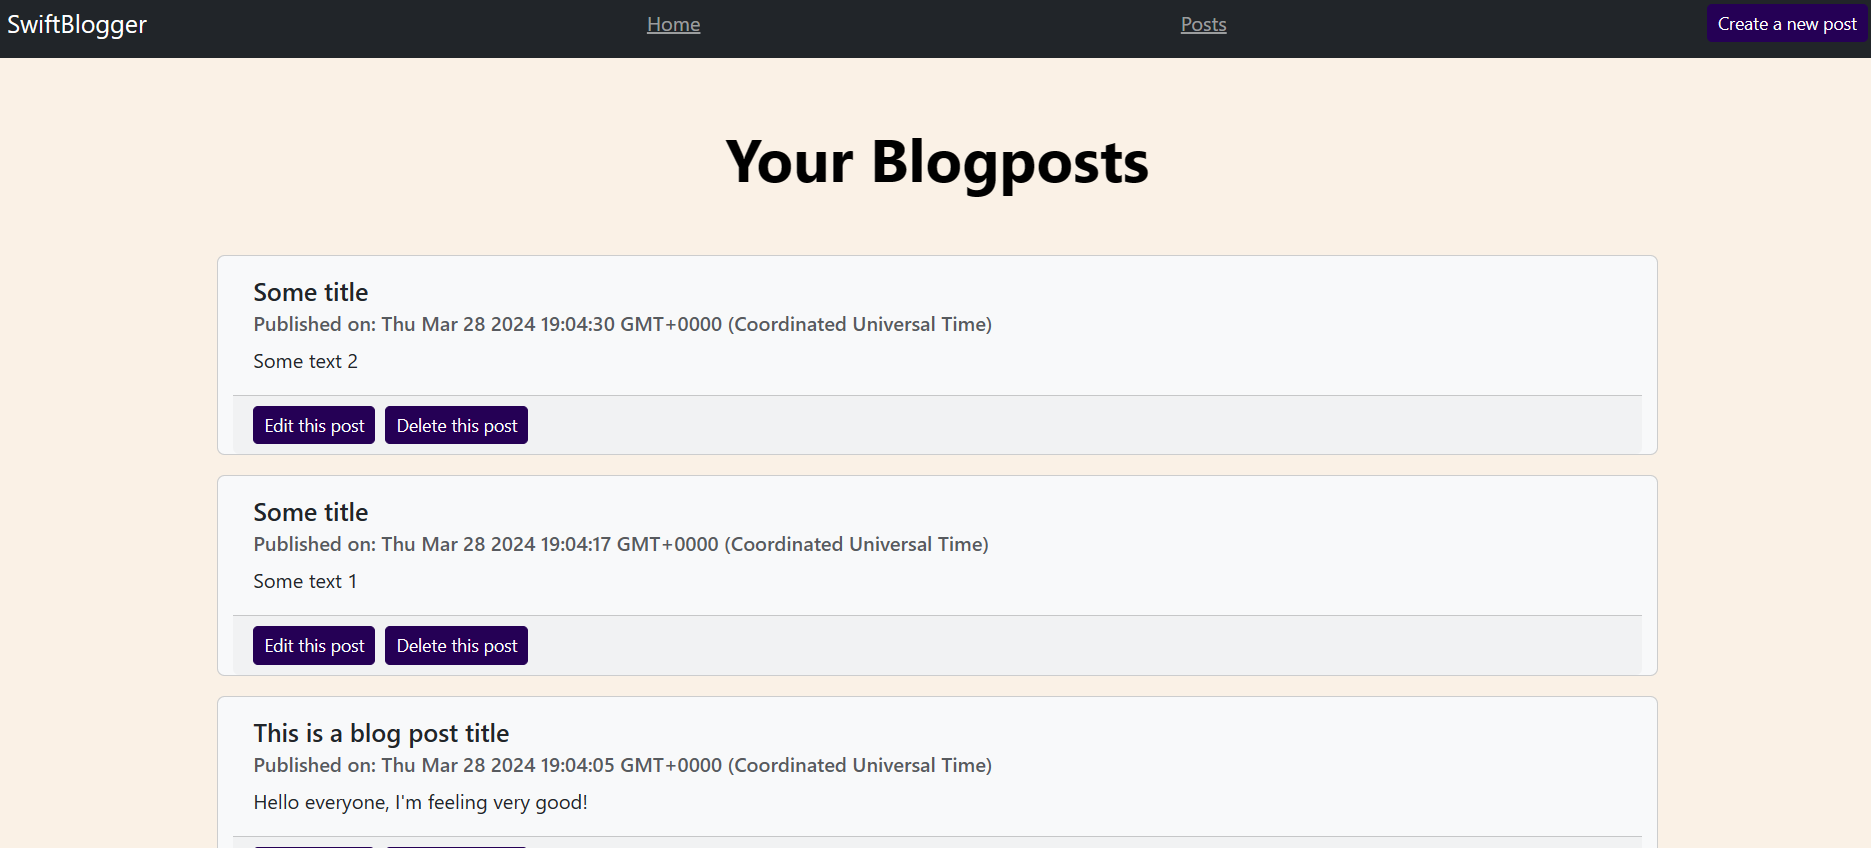 SwiftBlogger Home Posts Create a new post
Your Blogposts
Some title
Published on: Thu Mar 28 2024 19:04:30 GMT+0000 (Coordinated Universal Time)
Some text 2
Edit this post Delete this post
Some title
Published on: Thu Mar 28 2024 19:04:17 GMT+0000 (Coordinated Universal Time)
Some text 1
Edit this post Delete this post
This is a blog post title
Published on: Thu Mar 28 2024 19:04:05 GMT+0000 (Coordinated Universal Time)
Hello everyone, I'm feeling very good!